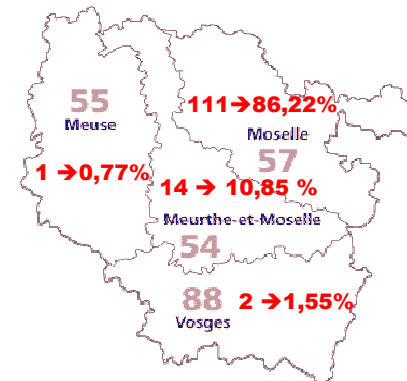 55
Meuse
111➔86,22%
Moselle
57
1 ➔0,77%
14 ➔ 10,85 %
Meurthe-et-Moselle
54
88
2 ➔1,55%
Vosges